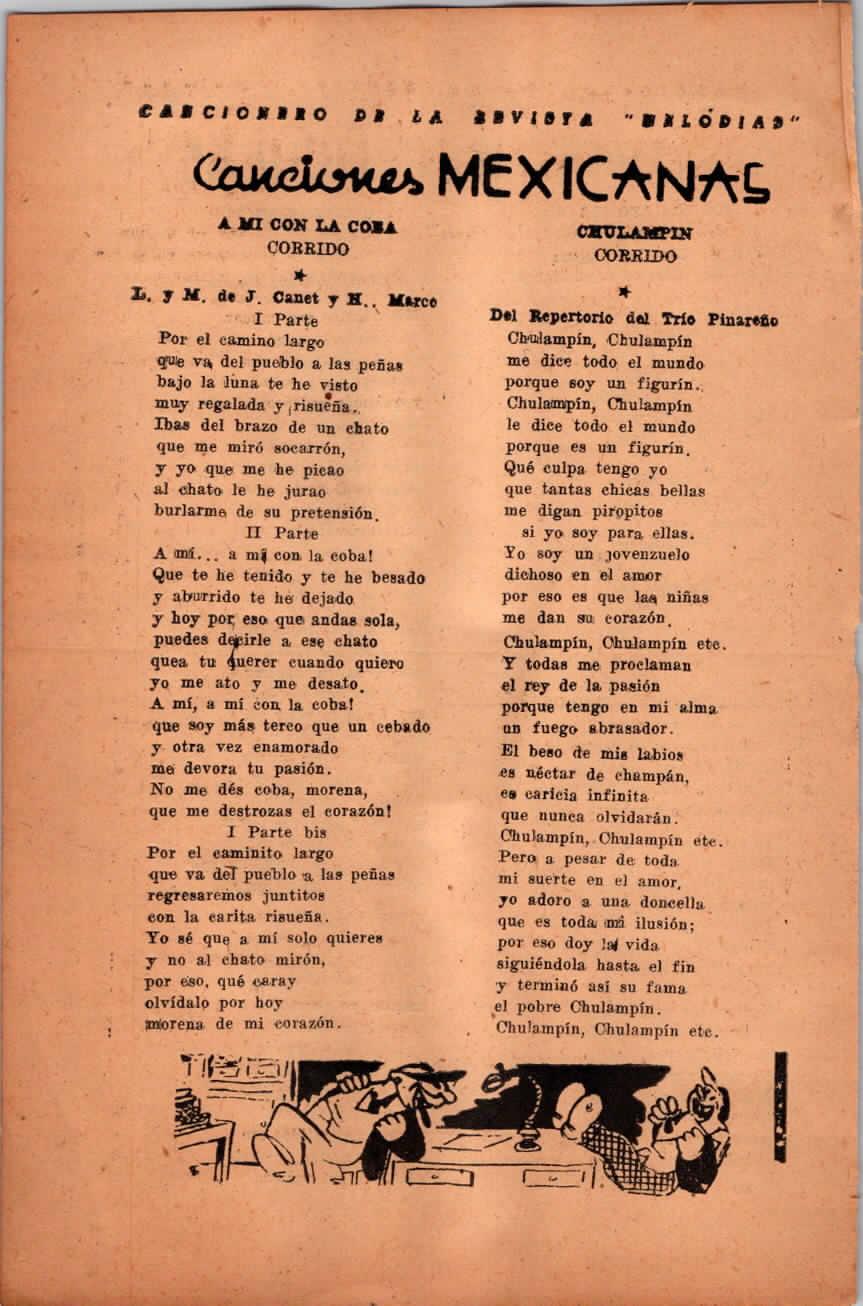 CANCIONERO DE LA REVISTA "MELÓDIAS"
Canciones MEXICANAS
A MI CON LA COBA
CORRIDO
L. y M. de J. Canet y H.. Marco
I Parte
Por el camino largo
que va del pueblo a las peñas
bajo la luna te he visto
muy regalada y risueña.
Ibas del brazo de un chato
que me miró socarrón,
y yo que me he picao
al chato le he jurao
burlarme de su pretensión.
II Parte
A mí... a mí con la coba!
Que te he tenido y te he besado
y aburrido te he dejado
y hoy por eso que andas sola,
puedes decirle a ese chato
quea tu querer cuando quiero
yo me ato y me desato.
A mí, a mí con la coba!
que soy más terco que un cebado
y otra vez enamorado
me devora tu pasión.
No me dés coba, morena,
que me destrozas el corazón!
I Parte bis
Por el caminito largo
que va del pueblo a las peñas
regresaremos juntitos
con la carita risueña.
Yo sé que a mí solo quieres
y no al chato mirón,
por eso, qué caray
olvídalo por hoy
morena de mi corazón.
CHULAMPIN
CORRIDO
Del Repertorio del Trío Pinareño
Chulampín, Chulampín
me dice todo el mundo
porque soy un figurín.
Chulampín, Chulampín
le dice todo el mundo
porque es un figurín.
Qué culpa tengo yo
que tantas chicas bellas
me digan piropitos
si yo soy para ellas.
Yo soy un jovenzuelo
dichoso en el amor
por eso es que las niñas
me dan su corazón.
Chulampín, Chulampín etc.
Y todas me proclaman
el rey de la pasión
porque tengo en mi alma
un fuego abrasador.
El beso de mis labios
es néctar de champán,
es caricia infinita
que nunca olvidarán.
Chulampín, Chulampín etc.
Pero a pesar de toda
mi suerte en el amor,
yo adoro a una doncella
que es toda mi ilusión;
por eso doy la vida
siguiéndola hasta el fin
y terminó así su fama
el pobre Chulampín.
Chulampín, Chulampín etc.